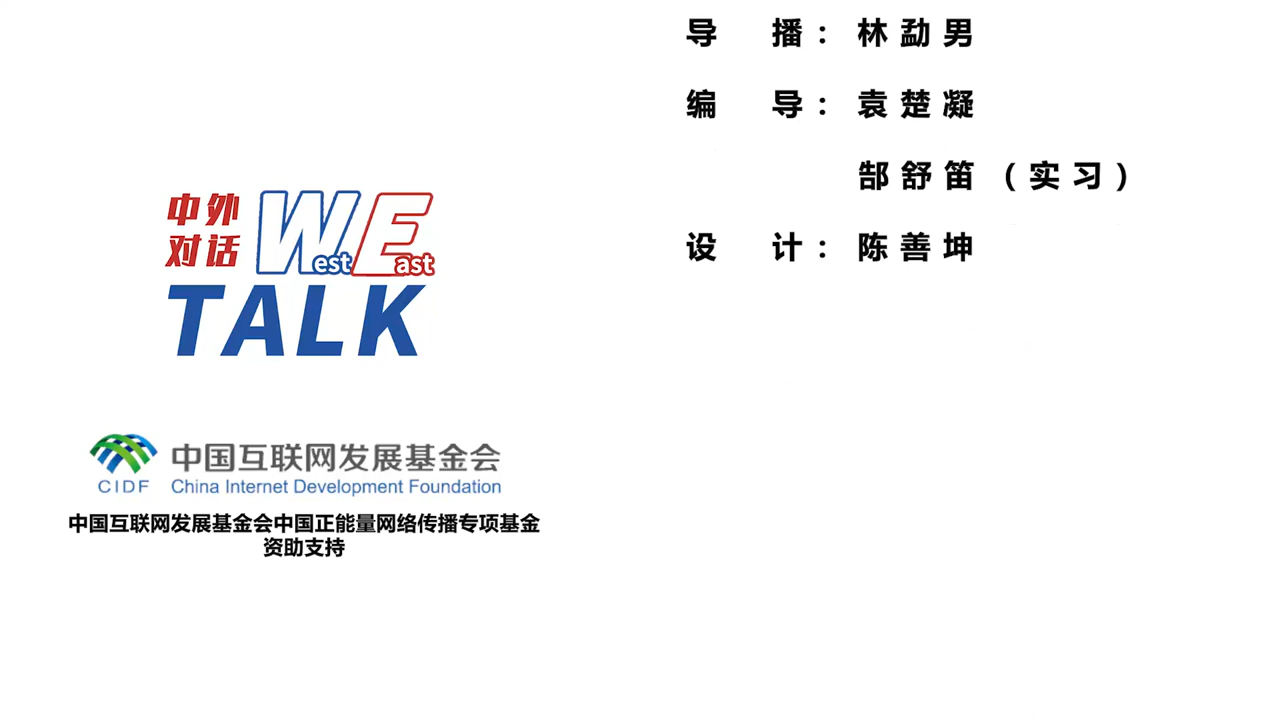 导 播：林勐男
编 导：袁楚凝
郜舒笛（实习）
设 计：陈善坤
中外 WestEast
对话
TALK
中国互联网发展基金会
CIDF China Internet Development Foundation
中国互联网发展基金会中国正能量网络传播专项基金
资助支持